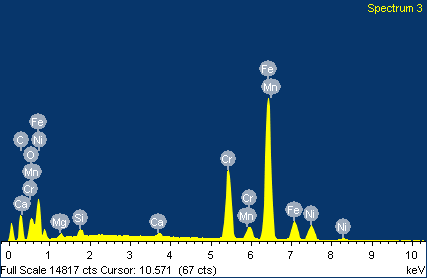 Spectrum 3
Fe
Fe
Mn
C
Ni
O
Mn
Cr
Cr
Cr
Ca
Mg
Si
Ca
Mn
Fe
Ni
Ni
0 1 2 3 4 5 6 7 8 9 10
Full Scale 14817 cts Cursor: 10.571 (67 cts) keV